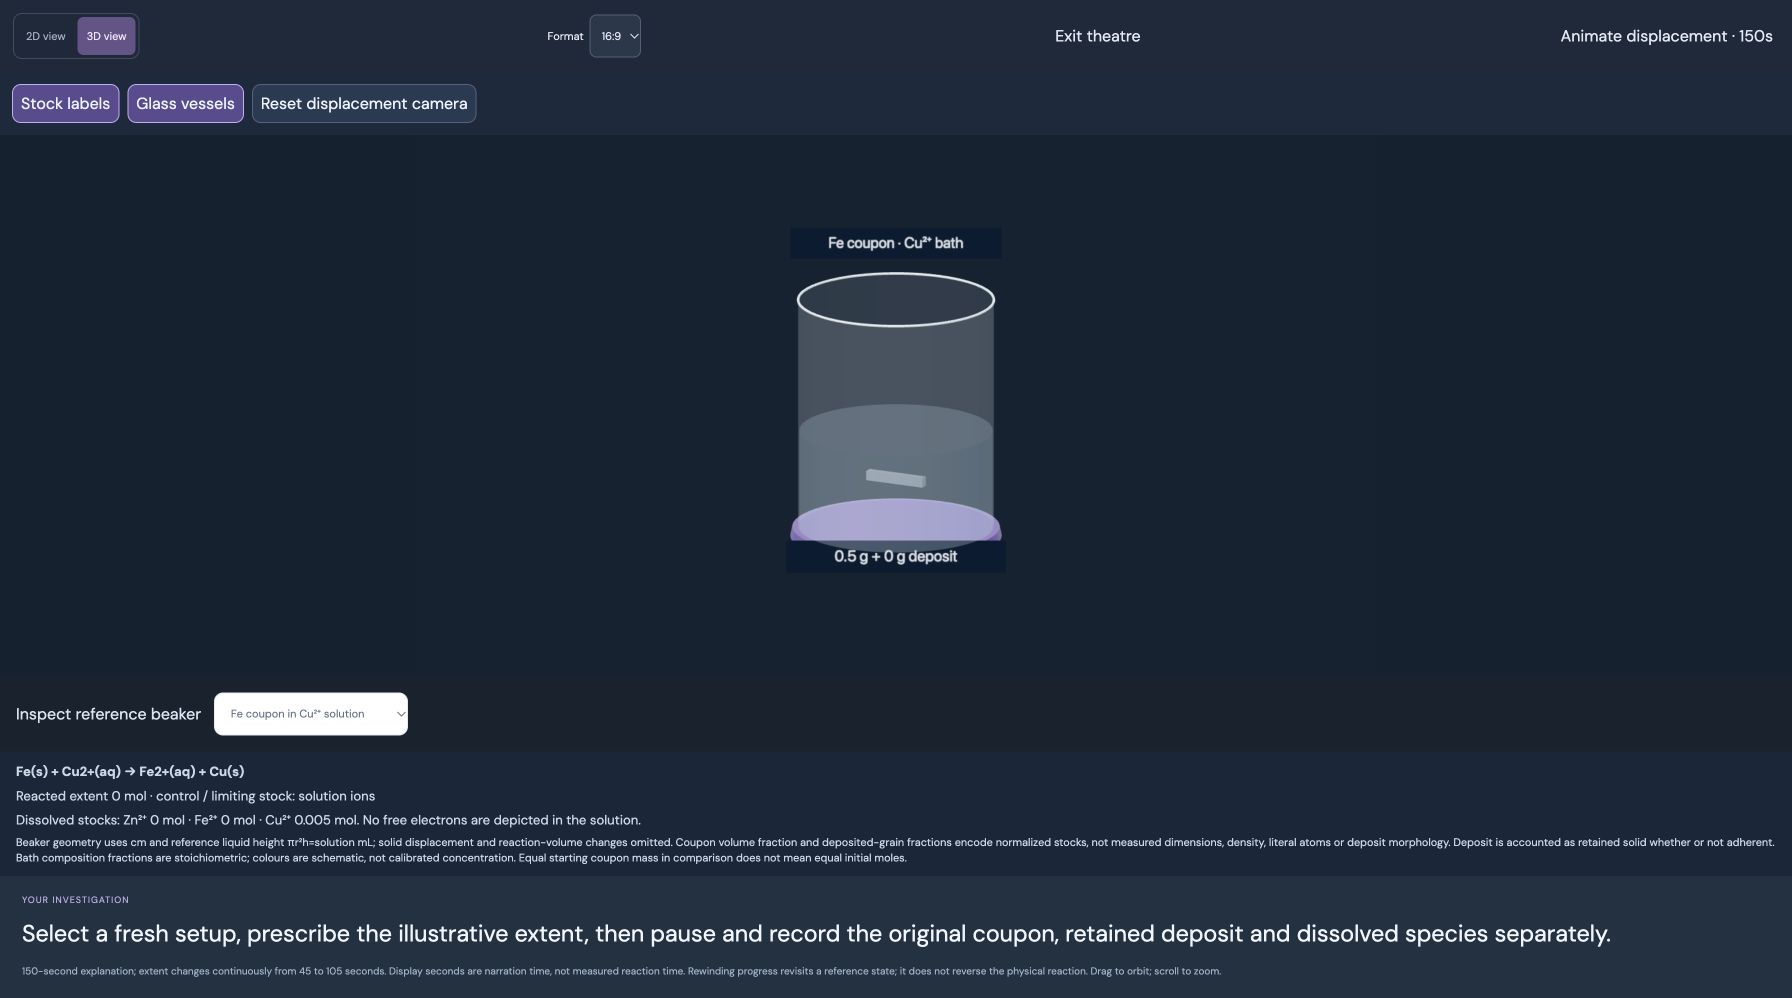 2D view
3D view
Format
16:9
Exit theatre
Animate displacement · 150s
Stock labels
Glass vessels
Reset displacement camera
Fe coupon · Cu²⁺ bath
0.5 g + 0 g deposit
Inspect reference beaker
Fe coupon in Cu²⁺ solution
Fe(s) + Cu2+(aq) → Fe2+(aq) + Cu(s)
Reacted extent 0 mol · control / limiting stock: solution ions
Dissolved stocks: Zn²⁺ 0 mol · Fe²⁺ 0 mol · Cu²⁺ 0.005 mol. No free electrons are depicted in the solution.
Beaker geometry uses cm and reference liquid height πr²h=solution mL; solid displacement and reaction-volume changes omitted. Coupon volume fraction and deposited-grain fractions encode normalized stocks, not measured dimensions, density, literal atoms or deposit morphology. Deposit is accounted as retained solid whether or not adherent.
Bath composition fractions are stoichiometric; colours are schematic, not calibrated concentration. Equal starting coupon mass in comparison does not mean equal initial moles.
YOUR INVESTIGATION
Select a fresh setup, prescribe the illustrative extent, then pause and record the original coupon, retained deposit and dissolved species separately.
150-second explanation; extent changes continuously from 45 to 105 seconds. Display seconds are narration time, not measured reaction time. Rewinding progress revisits a reference state; it does not reverse the physical reaction. Drag to orbit; scroll to zoom.